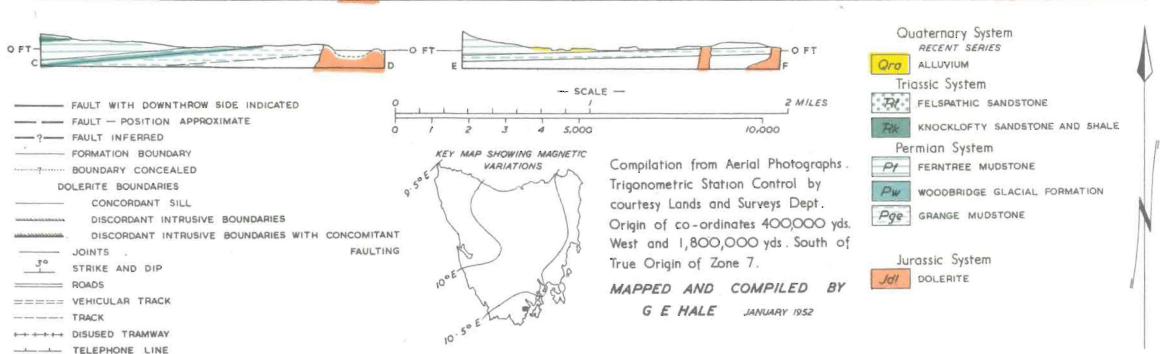 O FT
C
D
O FT
E
F
O FT
— SCALE —
0 1 2 MILES
0 1 2 3 4 5,000 10,000
FAULT WITH DOWNTHROW SIDE INDICATED
FAULT — POSITION APPROXIMATE
? FAULT INFERRED
FORMATION BOUNDARY
? BOUNDARY CONCEALED
DOLERITE BOUNDARIES
CONCORDANT SILL
DISCORDANT INTRUSIVE BOUNDARIES
DISCORDANT INTRUSIVE BOUNDARIES WITH CONCOMITANT
FAULTING
JOINTS
3° STRIKE AND DIP
ROADS
VEHICULAR TRACK
TRACK
DISUSED TRAMWAY
TELEPHONE LINE
KEY MAP SHOWING MAGNETIC
VARIATIONS
9·5° E
10° E
10·5° E
Compilation from Aerial Photographs.
Trigonometric Station Control by
courtesy Lands and Surveys Dept.
Origin of co-ordinates 400,000 yds.
West and 1,800,000 yds. South of
True Origin of Zone 7.
MAPPED AND COMPILED BY
G E HALE JANUARY 1952
Quaternary System
RECENT SERIES
Qra ALLUVIUM
Triassic System
FELSPATHIC SANDSTONE
KNOCKLOFTY SANDSTONE AND SHALE
Permian System
Pf FERNTREE MUDSTONE
Pw WOODBRIDGE GLACIAL FORMATION
Pge GRANGE MUDSTONE
Jurassic System
Jdl DOLERITE